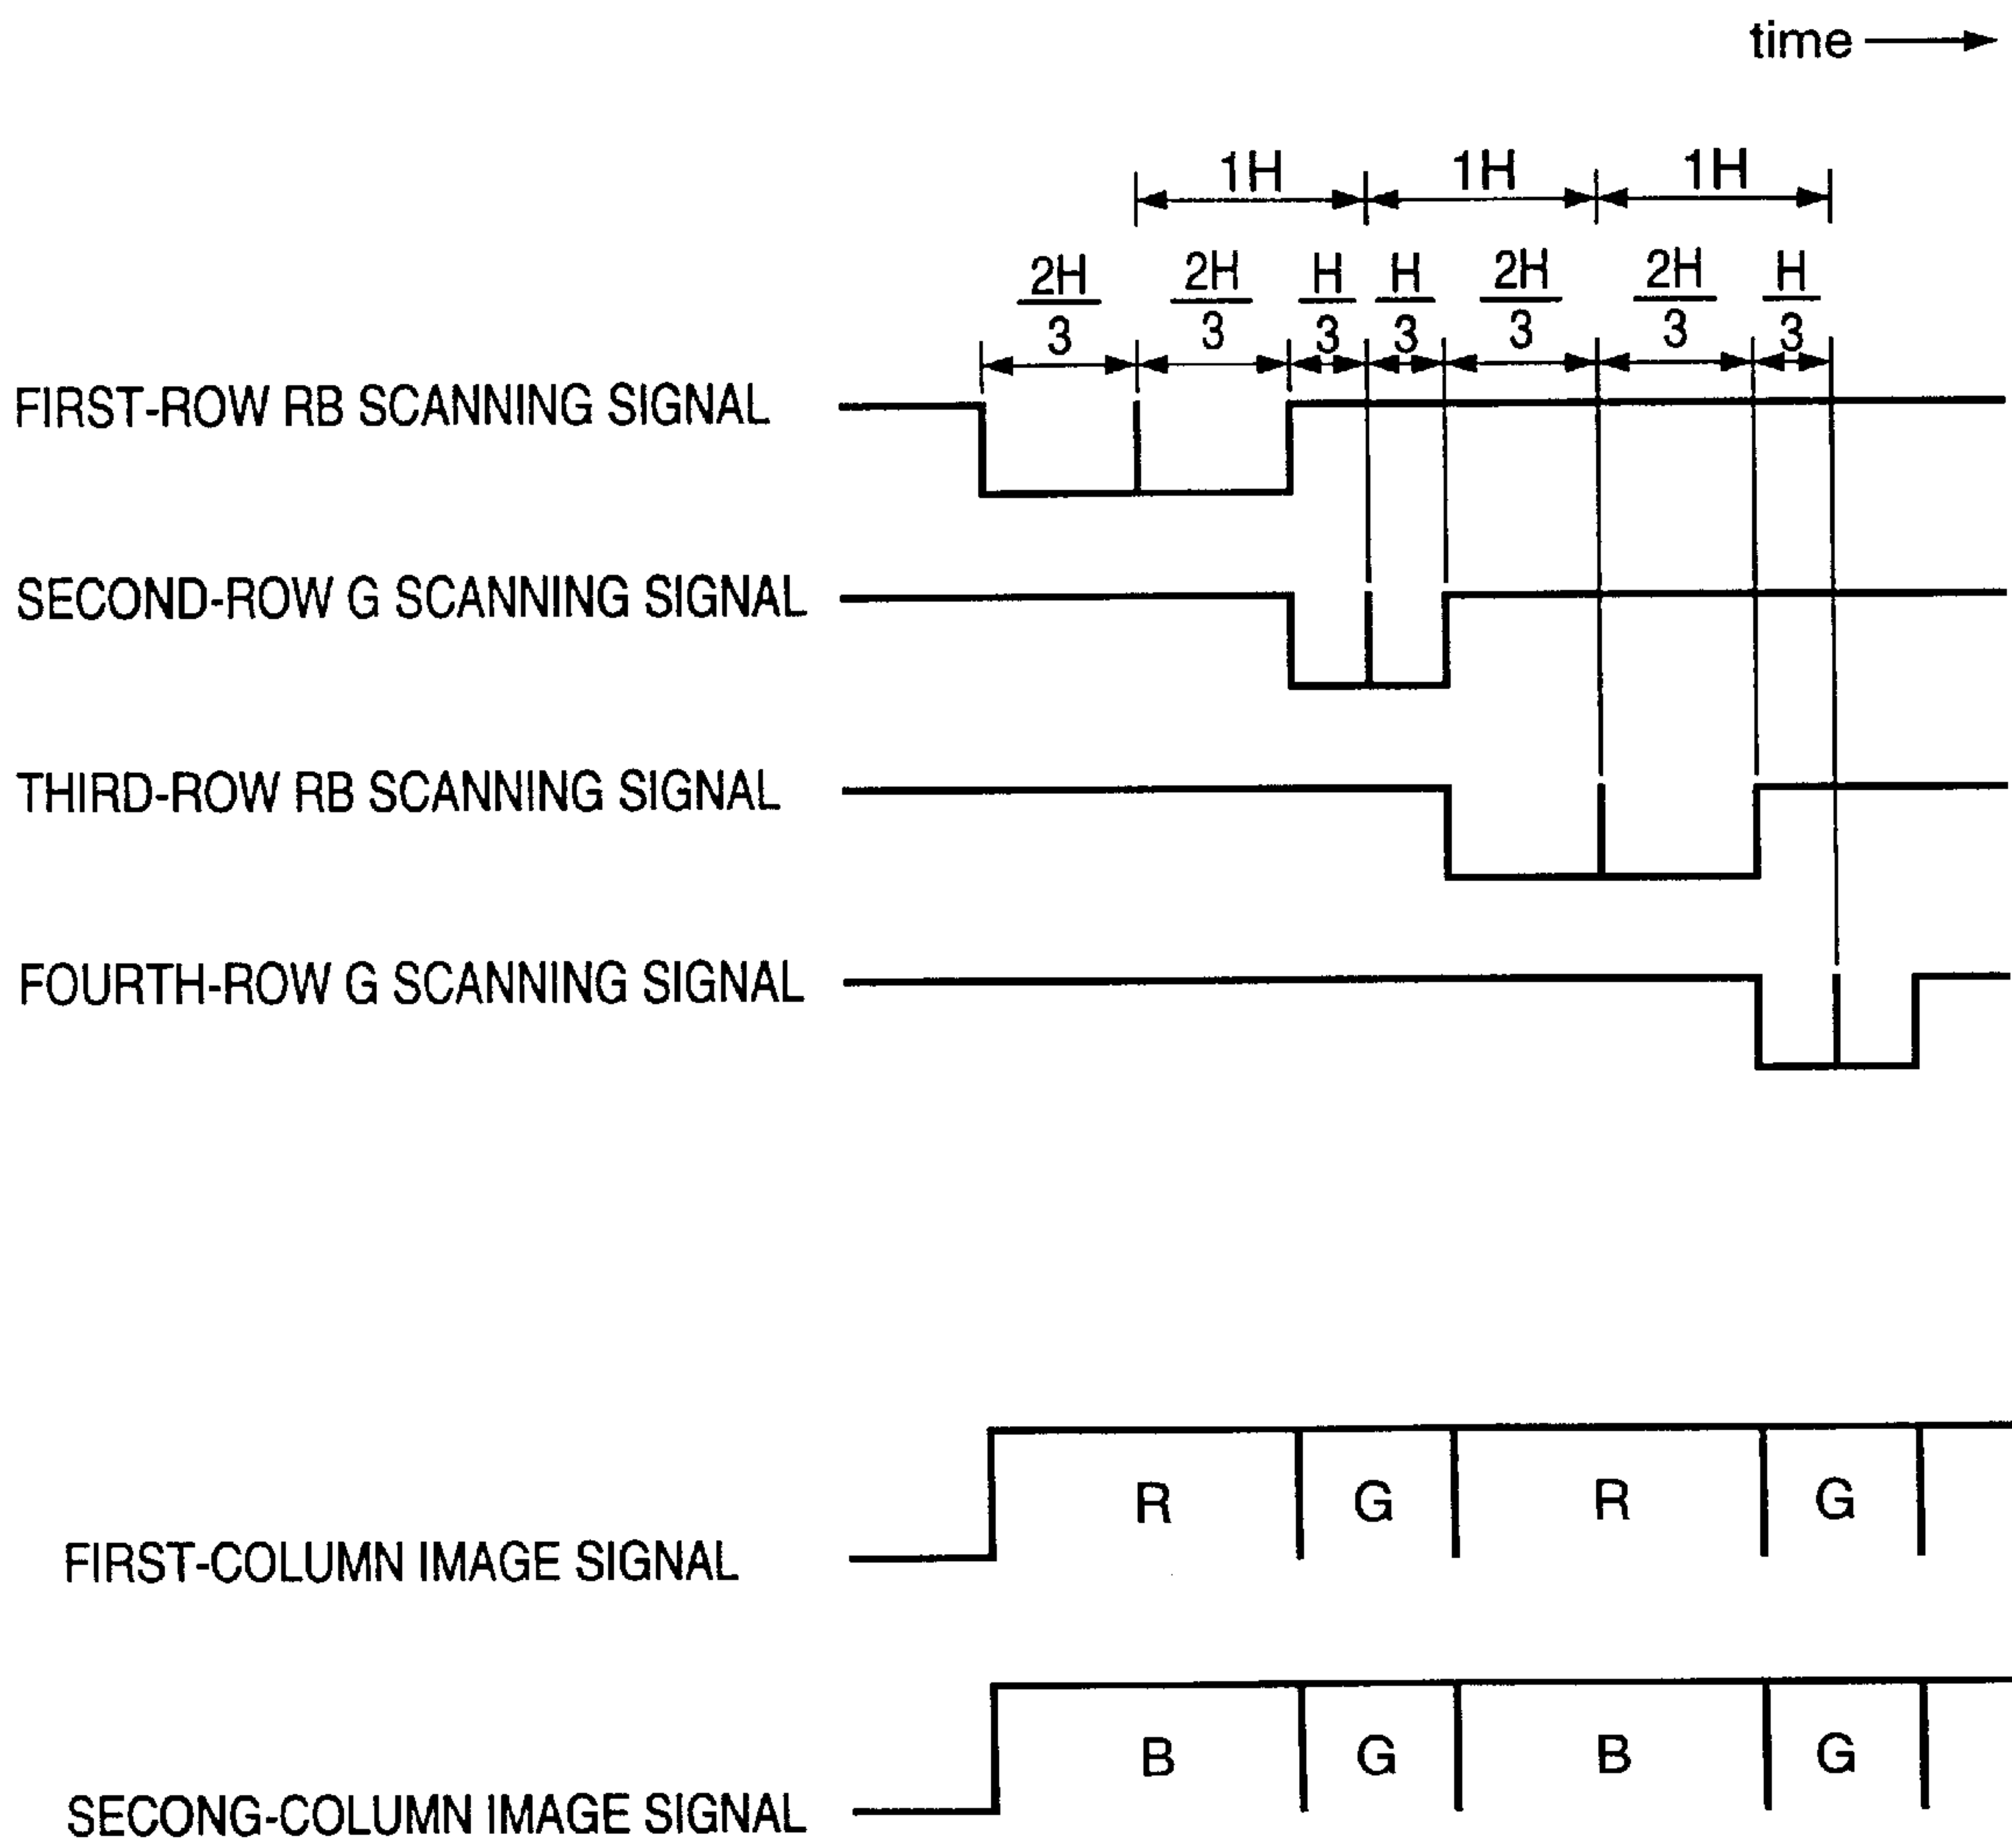 time
1H 1H 1H
2H/3 2H/3 H/3 H/3 2H/3 2H/3 H/3
FIRST-ROW RB SCANNING SIGNAL
SECOND-ROW G SCANNING SIGNAL
THIRD-ROW RB SCANNING SIGNAL
FOURTH-ROW G SCANNING SIGNAL
R G R G
FIRST-COLUMN IMAGE SIGNAL
B G B G
SECONG-COLUMN IMAGE SIGNAL